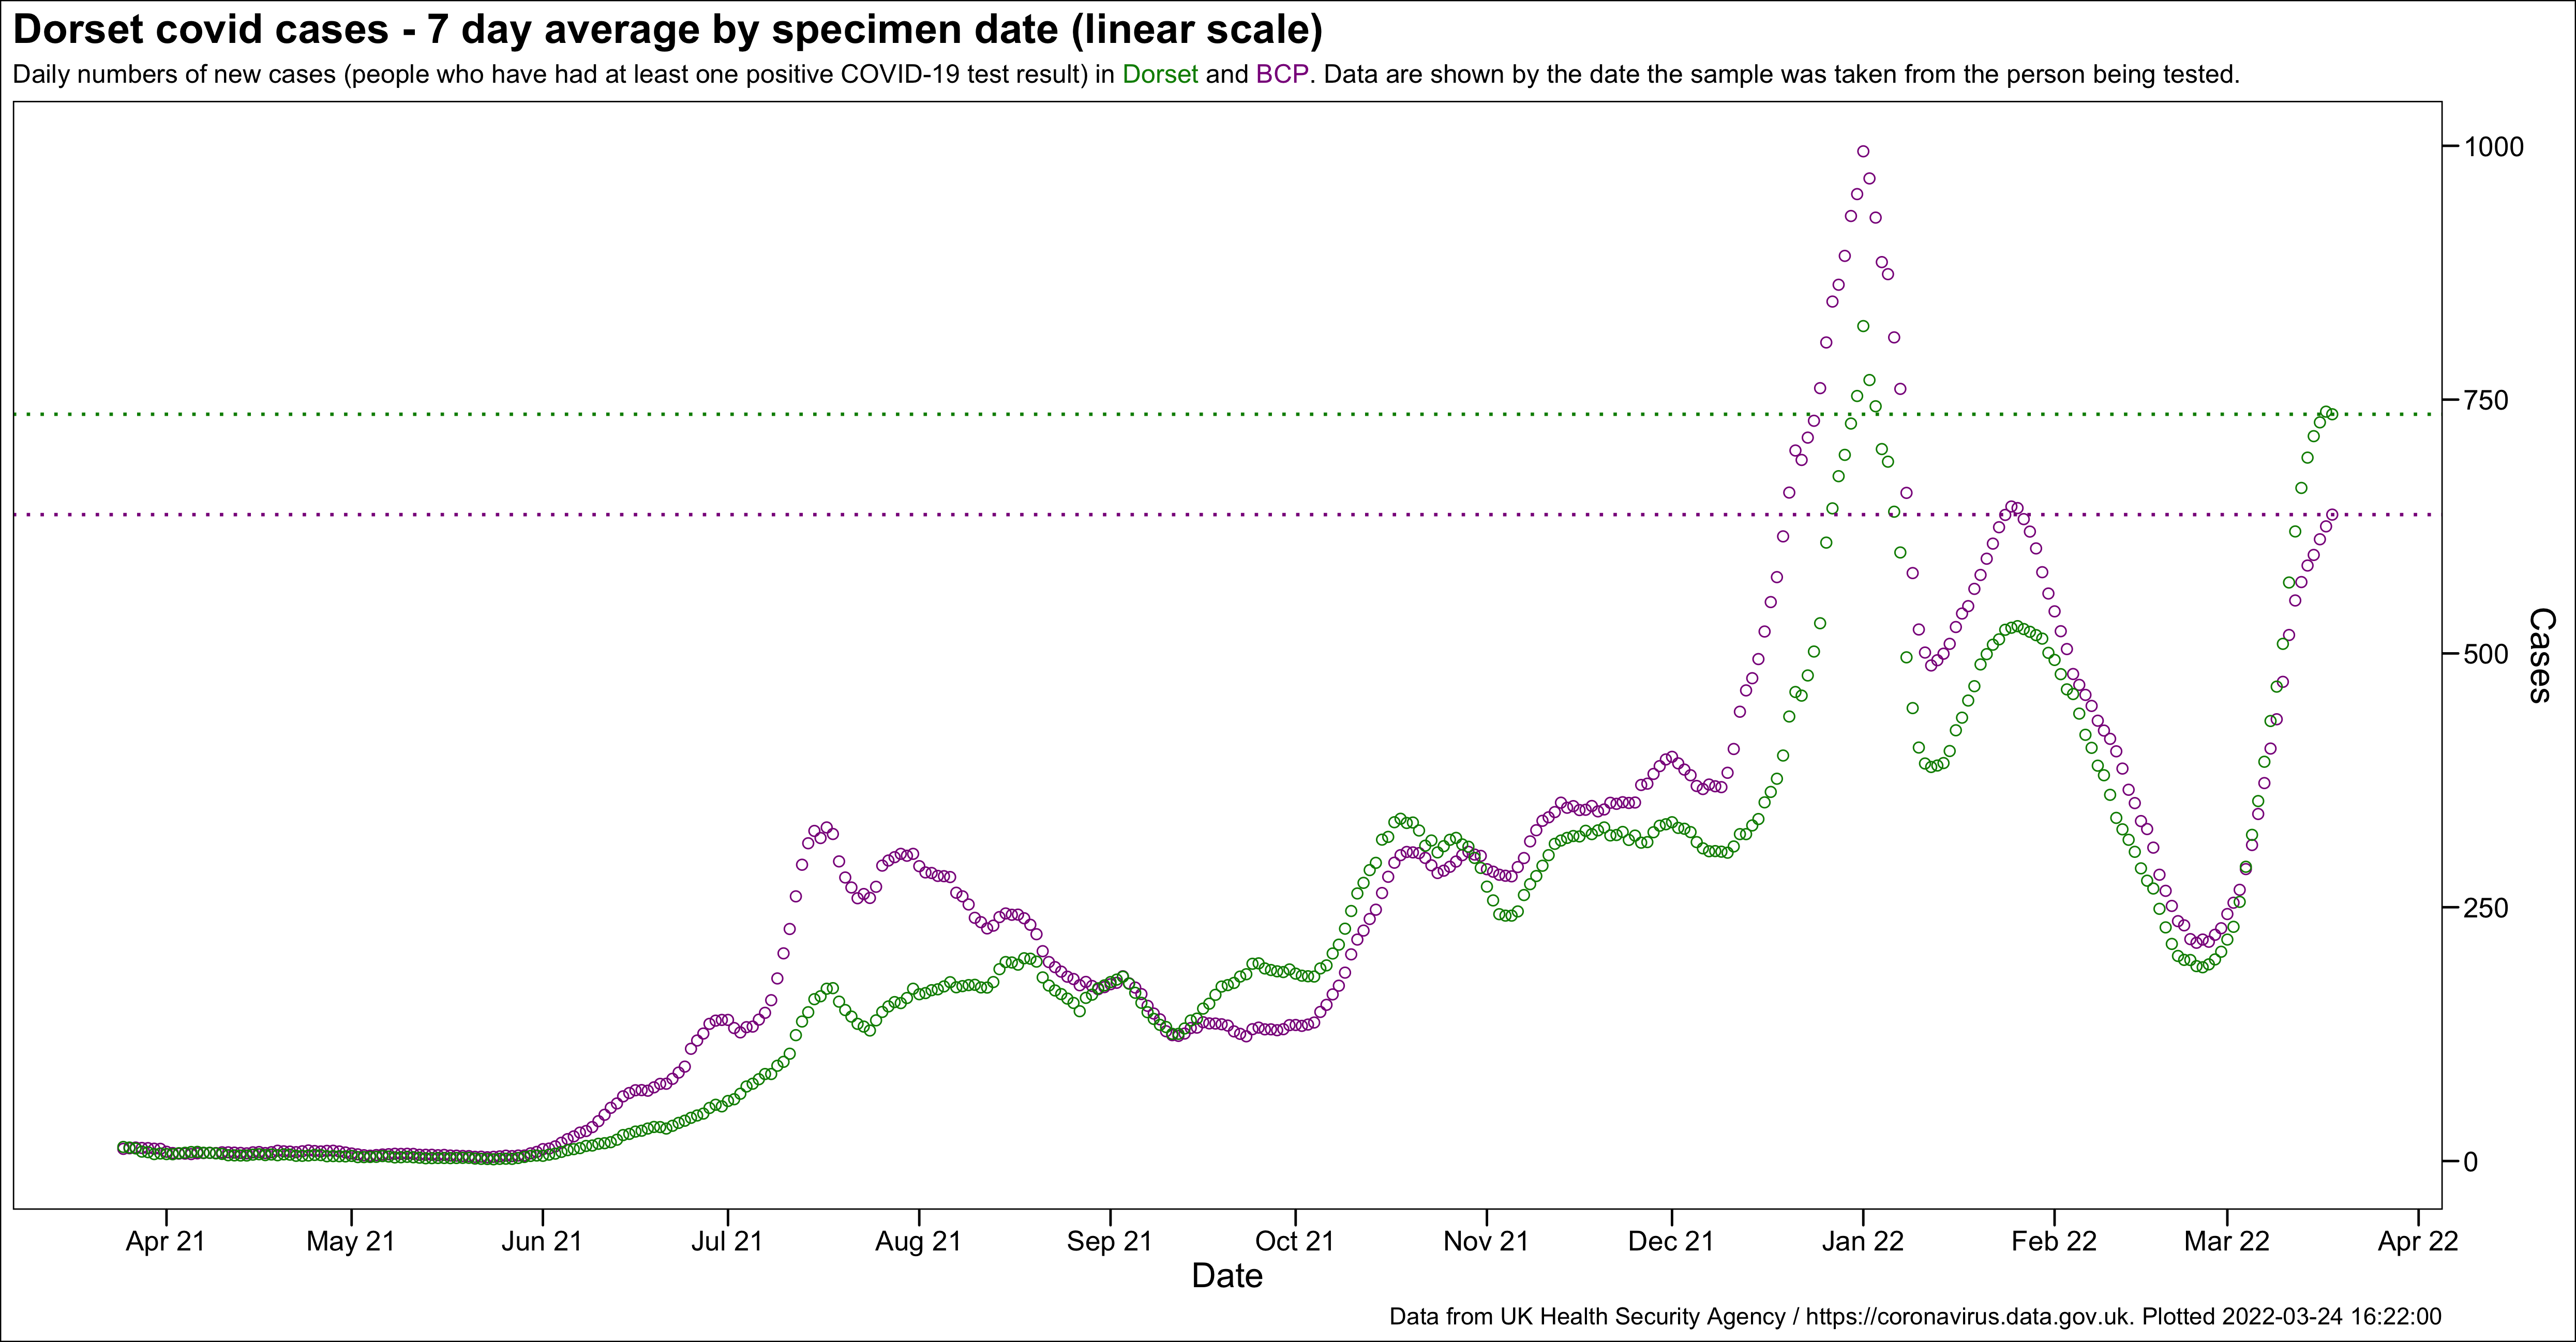 Dorset covid cases - 7 day average by specimen date (linear scale)
Daily numbers of new cases (people who have had at least one positive COVID-19 test result) in Dorset and BCP. Data are shown by the date the sample was taken from the person being tested.
1000
750
500
250
0
Cases
Apr 21 May 21 Jun 21 Jul 21 Aug 21 Sep 21 Oct 21 Nov 21 Dec 21 Jan 22 Feb 22 Mar 22 Apr 22
Date
Data from UK Health Security Agency / https://coronavirus.data.gov.uk. Plotted 2022-03-24 16:22:00